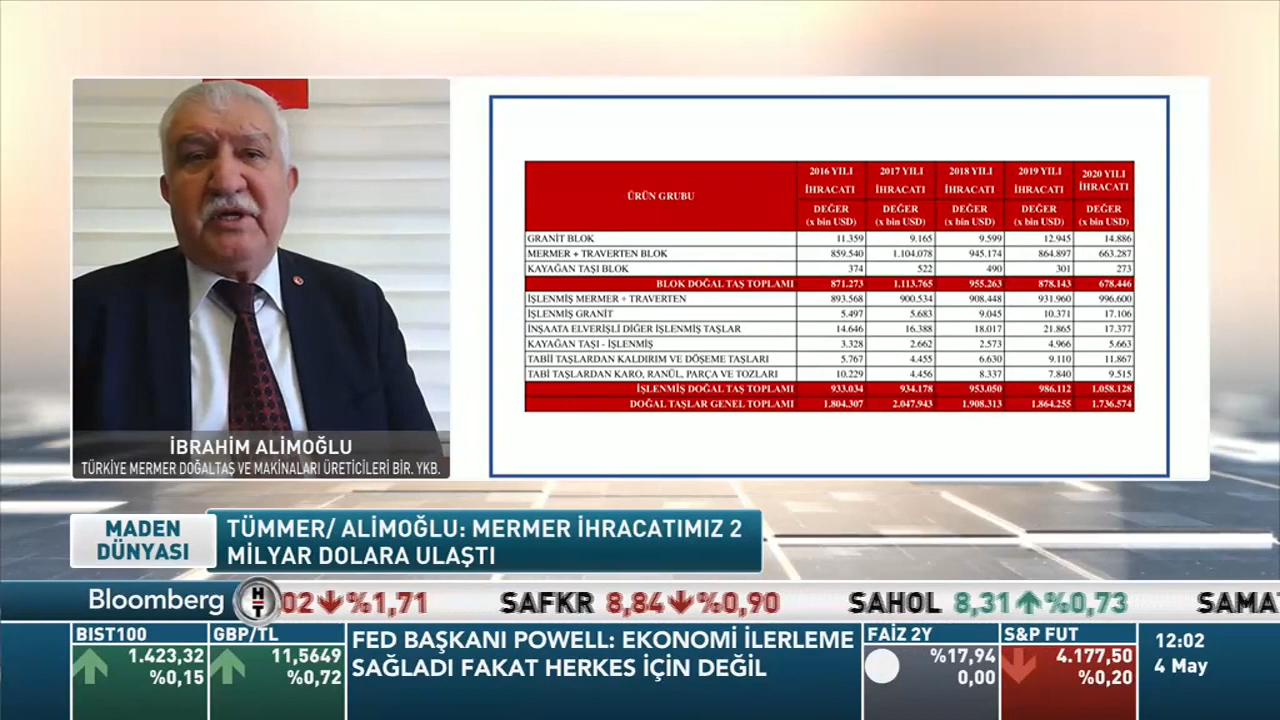 ÜRÜN GRUBU
2016 YILI İHRACATI
2017 YILI İHRACATI
2018 YILI İHRACATI
2019 YILI İHRACATI
2020 YILI İHRACATI
DEĞER (x bin USD)
DEĞER (x bin USD)
DEĞER (x bin USD)
DEĞER (x bin USD)
DEĞER (x bin USD)
GRANİT BLOK 11.359 9.165 9.599 12.945 14.886
MERMER + TRAVERTEN BLOK 859.540 1.104.078 945.174 864.897 663.287
KAYAĞAN TAŞI BLOK 374 522 490 301 273
BLOK DOĞAL TAŞ TOPLAMI 871.273 1.113.765 955.263 878.143 678.446
İŞLENMİŞ MERMER + TRAVERTEN 893.568 900.534 908.448 931.960 996.600
İŞLENMİŞ GRANİT 5.497 5.683 9.045 10.371 17.106
İNŞAATA ELVERİŞLİ DİĞER İŞLENMİŞ TAŞLAR 14.646 16.388 18.017 21.865 17.377
KAYAĞAN TAŞI - İŞLENMİŞ 3.328 2.662 2.573 4.966 5.663
TABİİ TAŞLARDAN KALDIRIM VE DÖŞEME TAŞLARI 5.767 4.455 6.630 9.110 11.867
TABİ TAŞLARDAN KARO, RANÜL, PARÇA VE TOZLARI 10.229 4.456 8.337 7.840 9.515
İŞLENMİŞ DOĞAL TAŞ TOPLAMI 933.034 934.178 953.050 986.112 1.058.128
DOĞAL TAŞLAR GENEL TOPLAMI 1.804.307 2.047.943 1.908.313 1.864.255 1.736.574
İBRAHİM ALİMOĞLU
TÜRKİYE MERMER DOĞALTAŞ VE MAKİNALARI ÜRETİCİLERİ BİR. YKB.
MADEN
DÜNYASI
TÜMMER/ ALİMOĞLU: MERMER İHRACATIMIZ 2
MİLYAR DOLARA ULAŞTI
Bloomberg HT
02 %1,71 SAFKR 8,84 %0,90 SAHOL 8,31 %0,73 SAMA
BIST100
1.423,32
%0,15
GBP/TL
11,5649
%0,72
FED BAŞKANI POWELL: EKONOMİ İLERLEME
SAĞLADI FAKAT HERKES İÇİN DEĞİL
FAİZ 2Y
%17,94
0,00
S&P FUT
4.177,50
%0,20
12:02
4 May